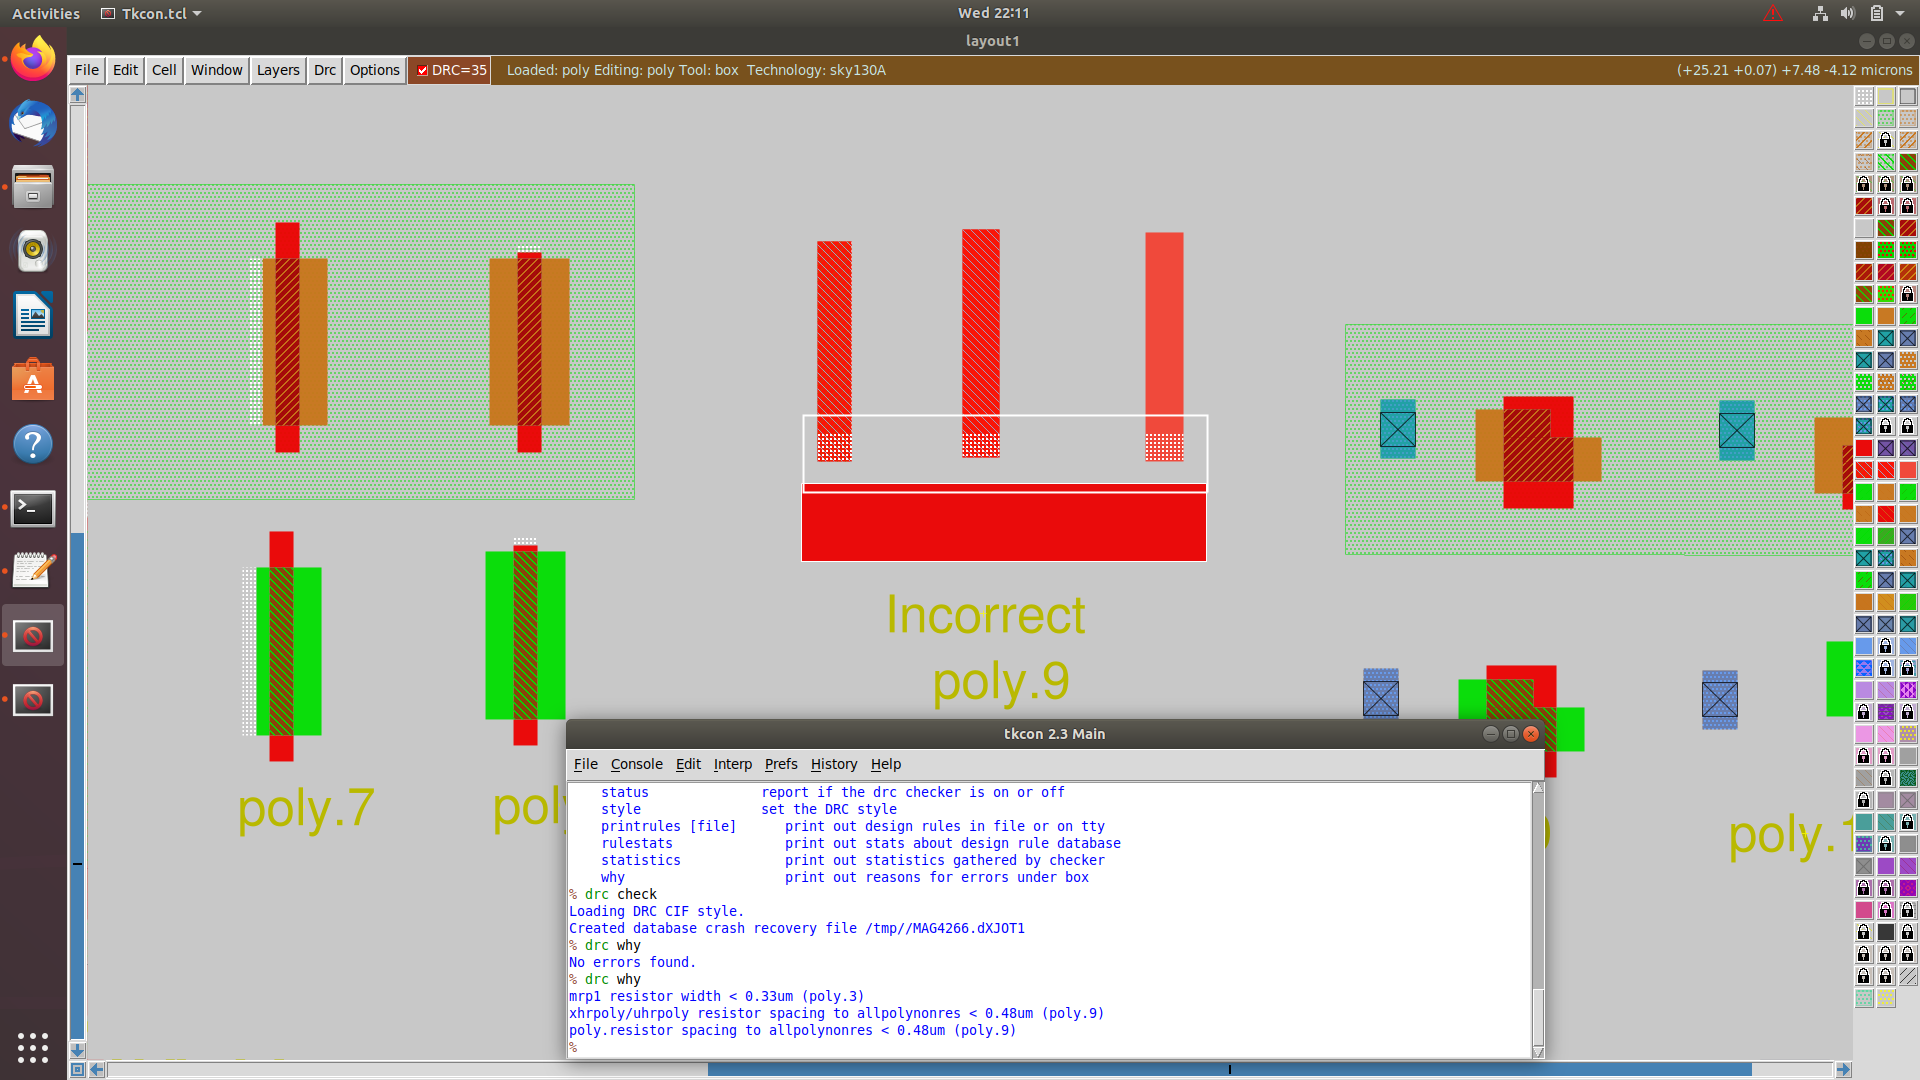 Activities Tkcon.tcl Wed 22:11
layout1
File Edit Cell Window Layers Drc Options DRC=35 Loaded: poly Editing: poly Tool: box Technology: sky130A (+25.21 +0.07) +7.48 -4.12 microns
Incorrect
poly.9
poly.7
tkcon 2.3 Main
File Console Edit Interp Prefs History Help
status report if the drc checker is on or off
style set the DRC style
printrules [file] print out design rules in file or on tty
rulestats print out stats about design rule database
statistics print out statistics gathered by checker
why print out reasons for errors under box
% drc check
Loading DRC CIF style.
Created database crash recovery file /tmp//MAG4266.dXJOT1
% drc why
No errors found.
% drc why
mrp1 resistor width < 0.33um (poly.3)
xhrpoly/uhrpoly resistor spacing to allpolynonres < 0.48um (poly.9)
poly.resistor spacing to allpolynonres < 0.48um (poly.9)
%